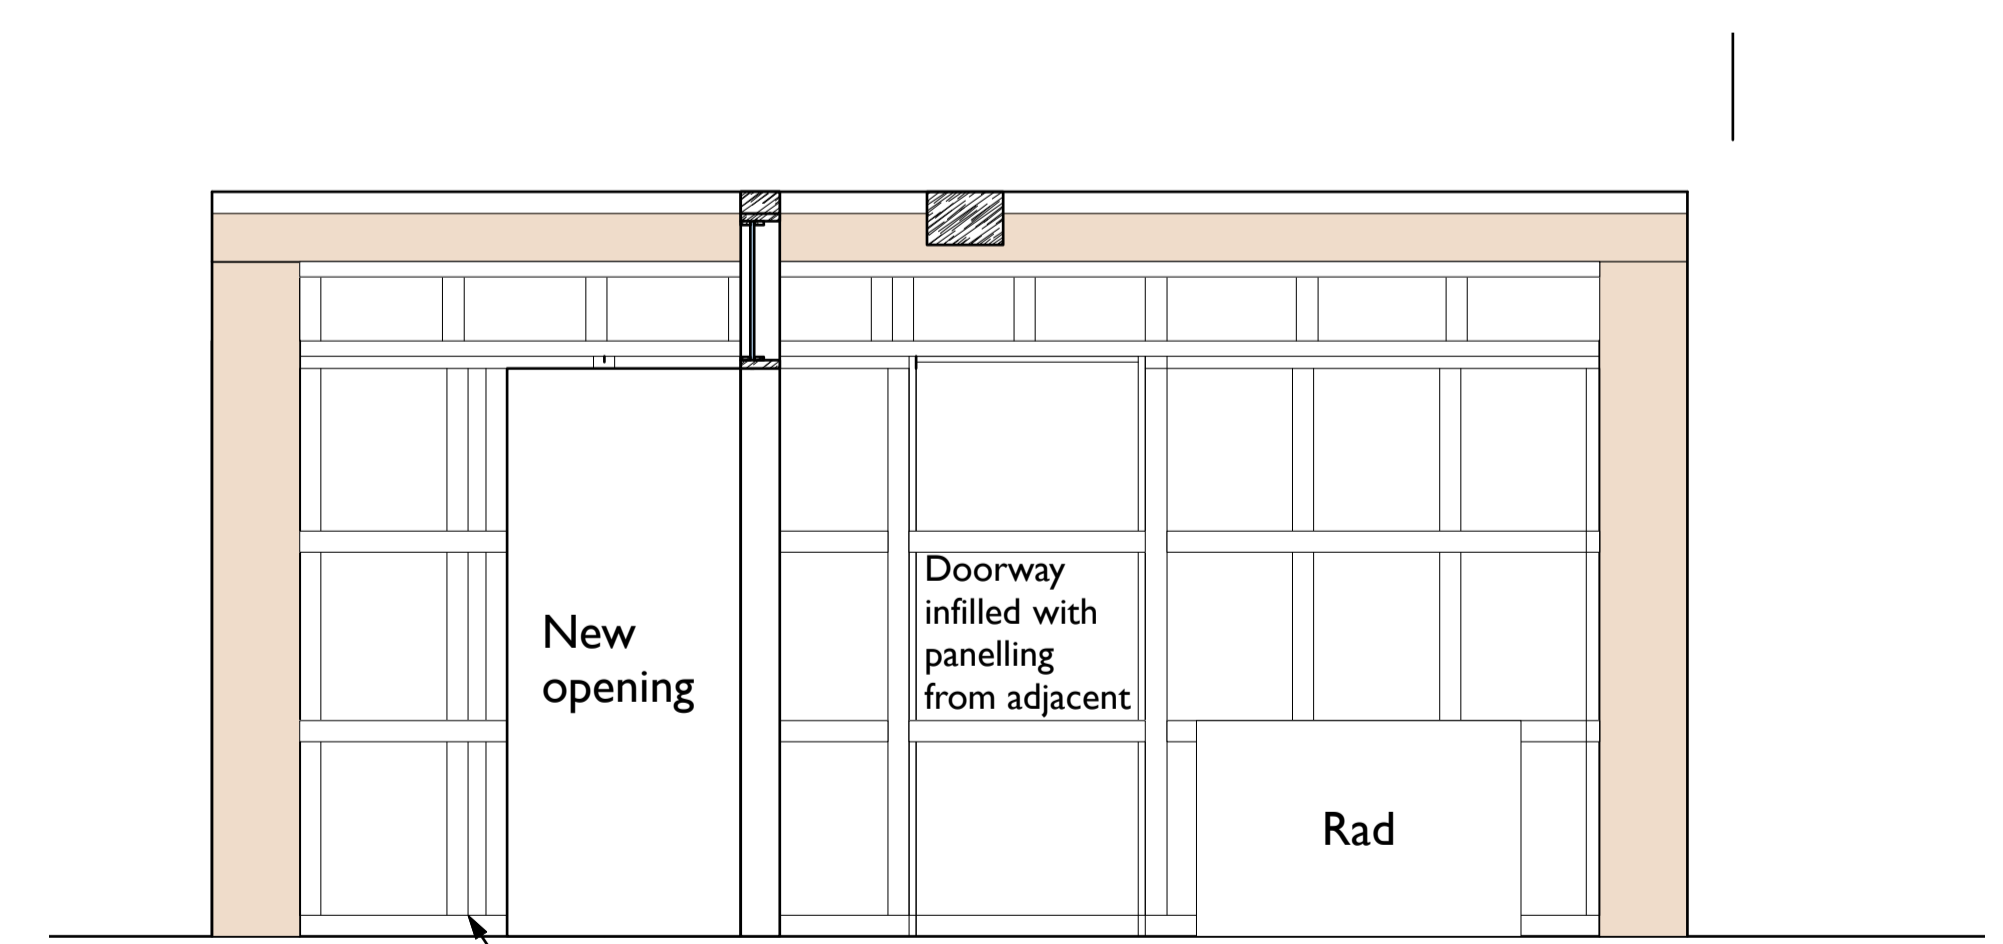 New
opening
Doorway
infilled with
panelling
from adjacent
Rad